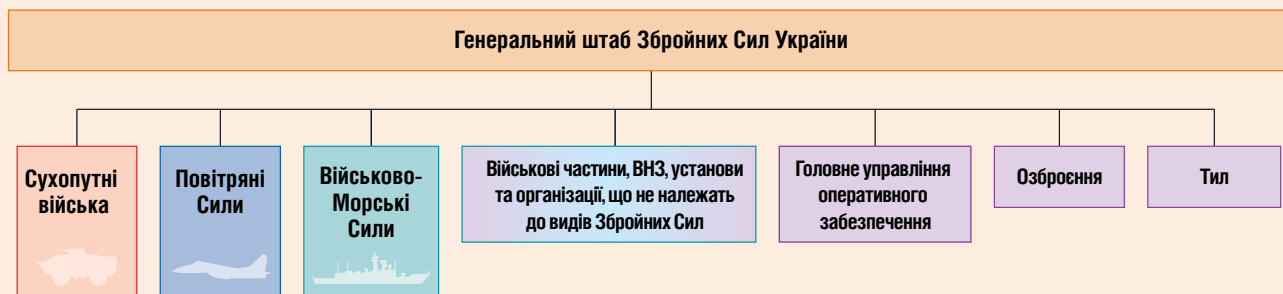 Генеральний штаб Збройних Сил України
Сухопутні
війська
Повітряні
Сили
Військово-
Морські
Сили
Військові частини, ВНЗ, установи
та організації, що не належать
до видів Збройних Сил
Головне управління
оперативного
забезпечення
Озброєння
Тил